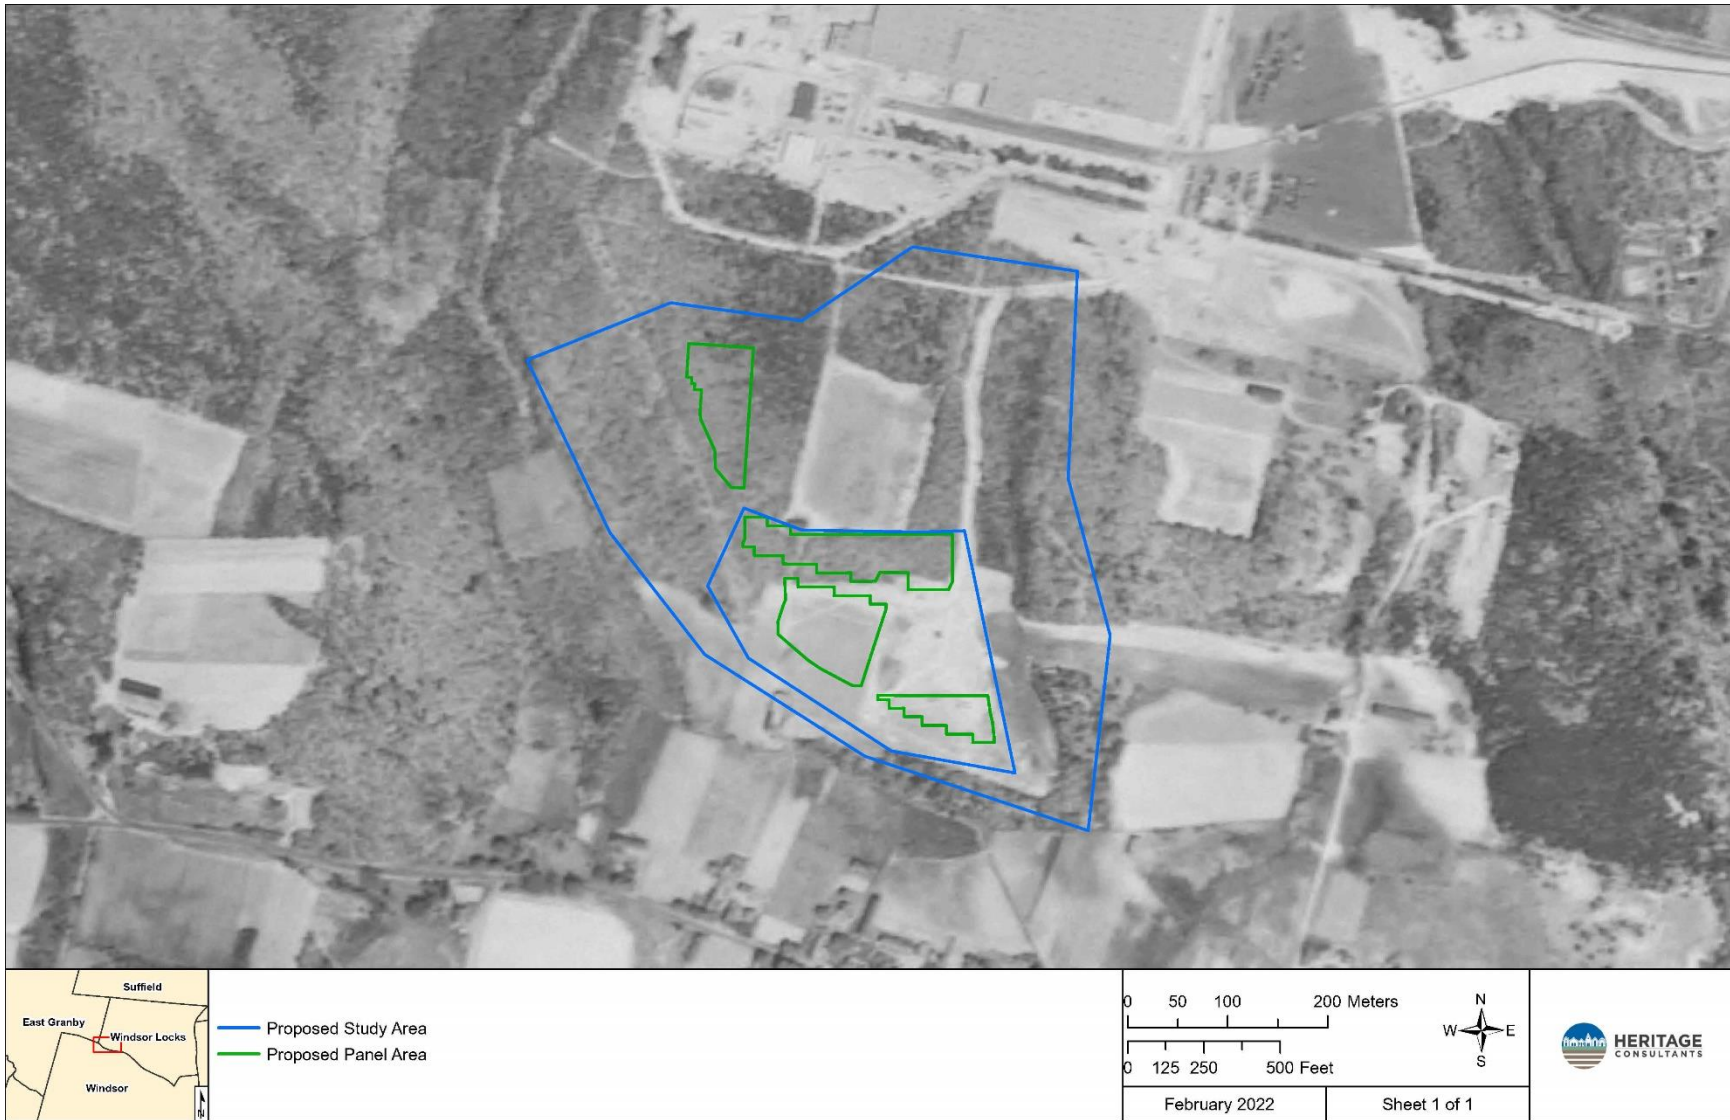 Suffield
East Granby
Windsor Locks
Windsor
N
Proposed Study Area
Proposed Panel Area
0 50 100 200 Meters
0 125 250 500 Feet
N
W E
S
February 2022
Sheet 1 of 1
HERITAGE
CONSULTANTS